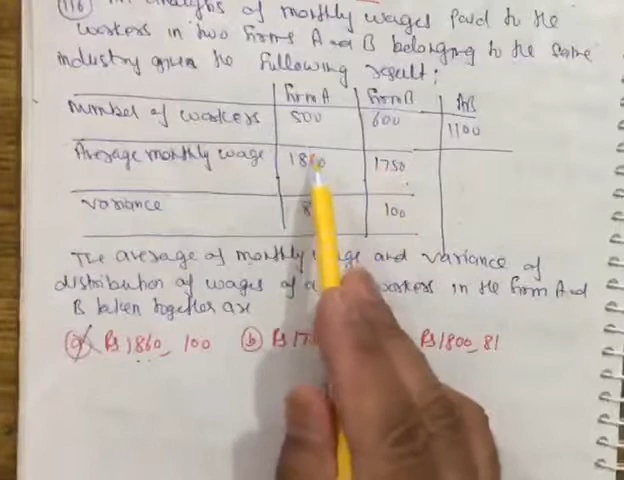 (116) An analysis of monthly wages paid to the
workers in two firms A and B belonging to the same
industry given the following result;
firm A firm B AB
Number of workers 500 600 1100
Average monthly wage 1750
variance 100
The average of monthly and variance of
distribution of wages of workers in the firm A and
B taken together are
(a) Rs 1860, 100 (b) Rs Rs 1800, 81